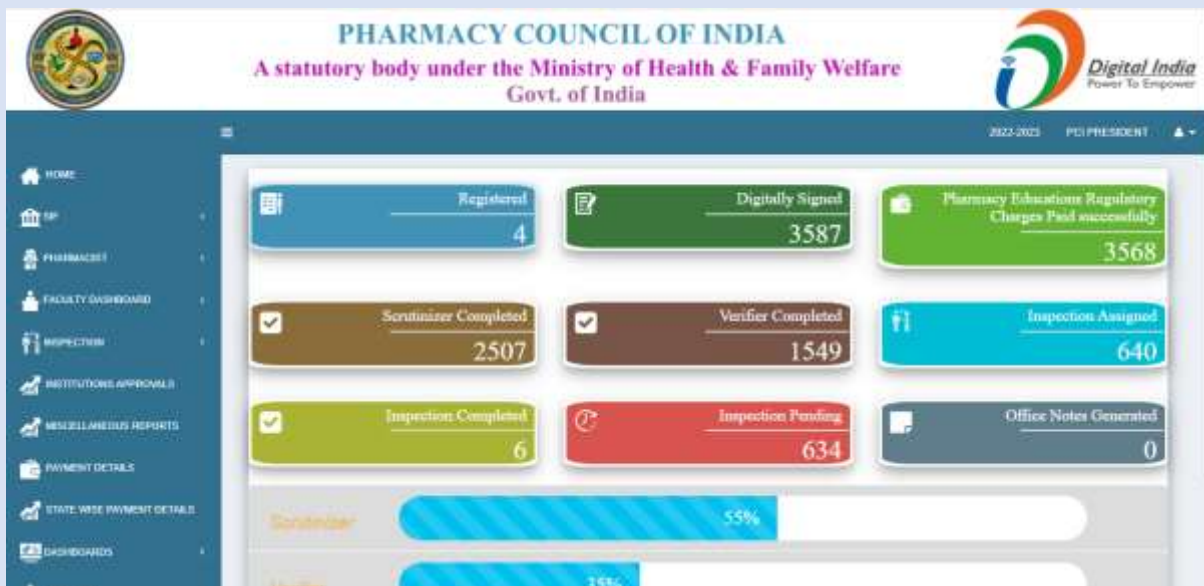 PHARMACY COUNCIL OF INDIA
A statutory body under the Ministry of Health & Family Welfare
Govt. of India
Digital India
Power To Empower
2022-2023 PCI PRESIDENT
HOME
SIF
PHARMACIST
FACULTY DASHBOARD
INSPECTION
INSTITUTIONS APPROVALS
MISCELLANEOUS REPORTS
PAYMENT DETAILS
STATE WISE PAYMENT DETAILS
DASHBOARDS
Registered
4
Digitally Signed
3587
Pharmacy Educations Regulatory
Charges Paid successfully
3568
Scrutinizer Completed
2507
Verifier Completed
1549
Inspection Assigned
640
Inspection Completed
6
Inspection Pending
634
Office Notes Generated
0
Scrutinizer
55%